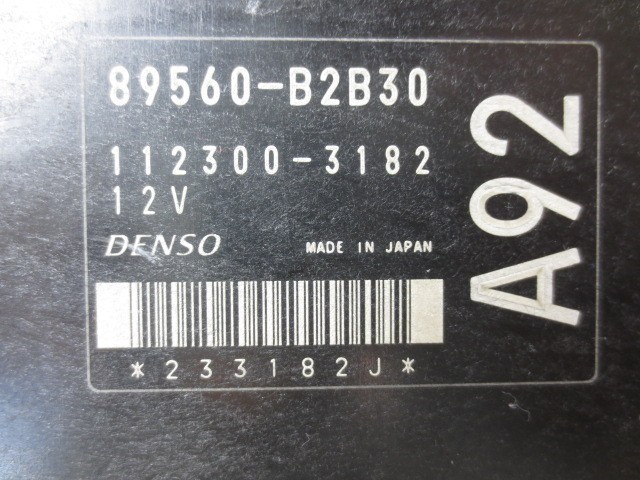 89560-B2B30
112300-3182
12V
DENSO MADE IN JAPAN
*233182J*
A92